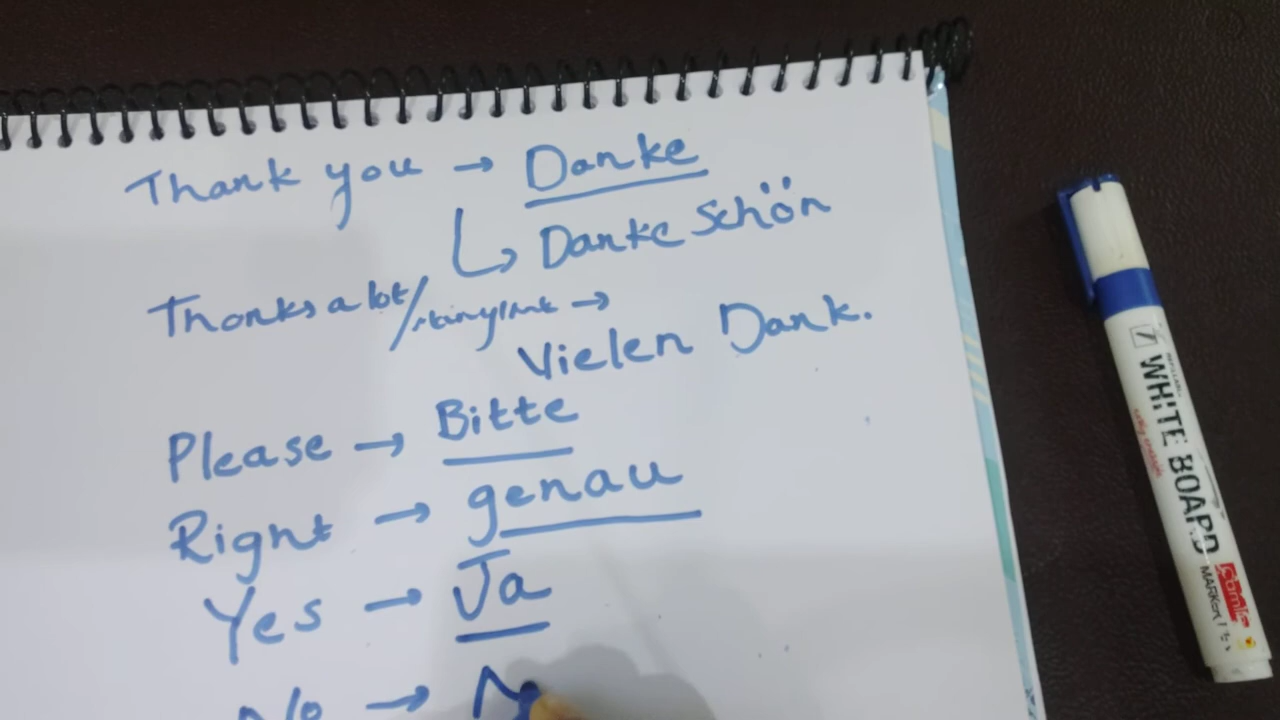 Thank you → Danke
↳ Danke Schön
Thanks a lot/ →
Vielen Dank.
Please → Bitte
Right → genau
Yes → Ja
No → N
WHITE BOARD
MARKER